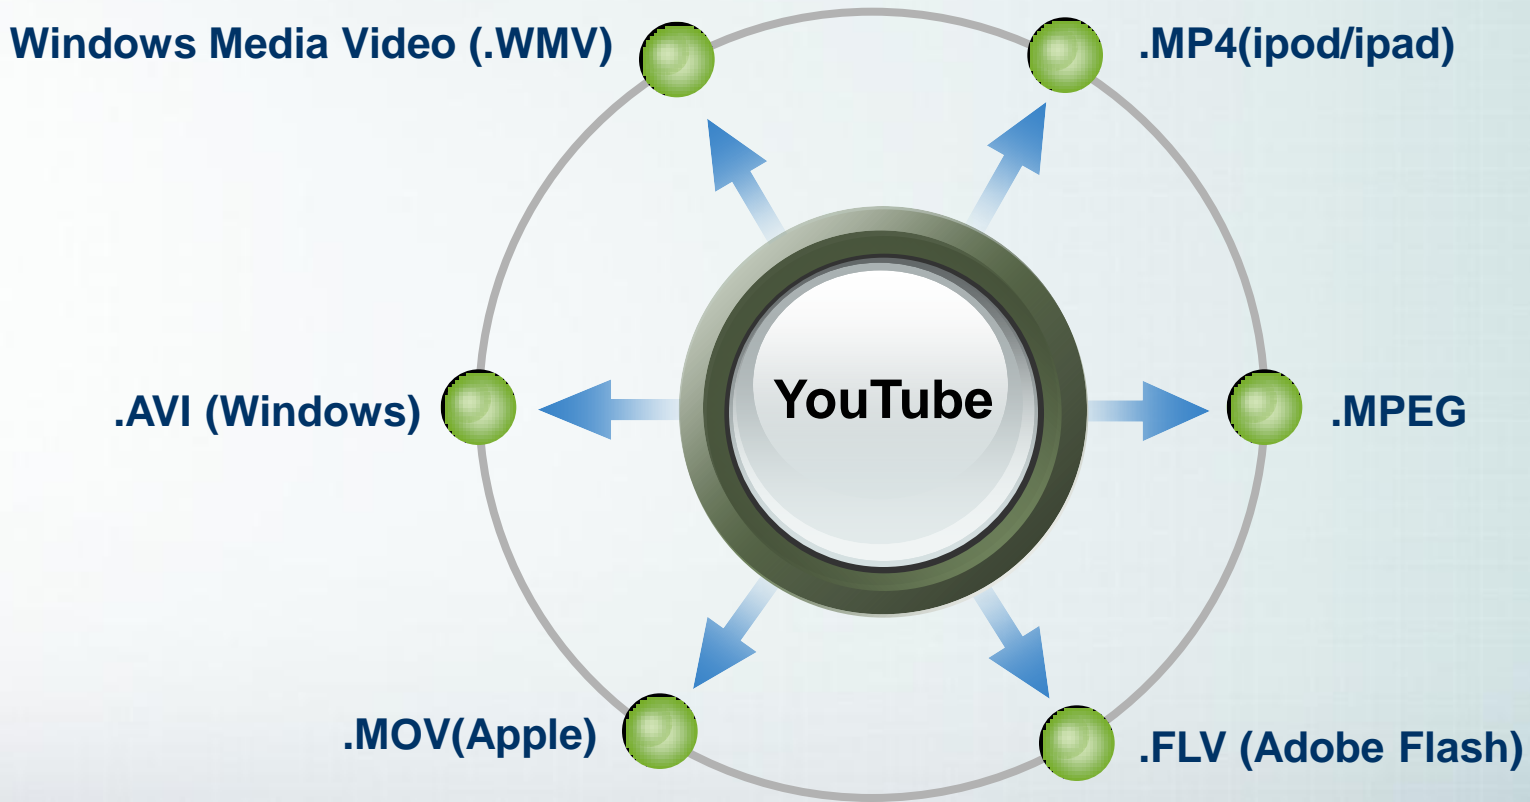 Windows Media Video (.WMV)
.MP4(ipod/ipad)
.AVI (Windows)
YouTube
.MPEG
.MOV(Apple)
.FLV (Adobe Flash)